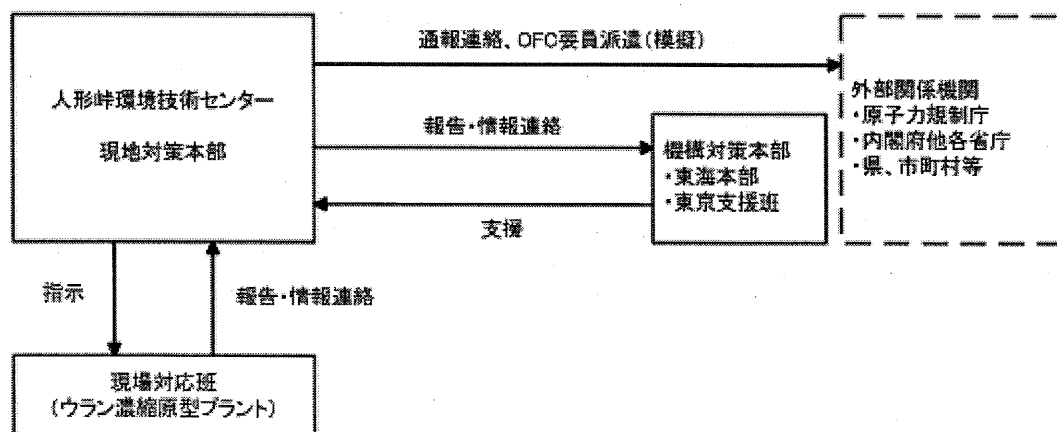 通報連絡、OFC要員派遣(模擬)
人形峠環境技術センター
現地対策本部
外部関係機関
・原子力規制庁
・内閣府他各省庁
・県、市町村等
報告・情報連絡
機構対策本部
・東海本部
・東京支援班
支援
指示
報告・情報連絡
現場対応班
(ウラン濃縮原型プラント)